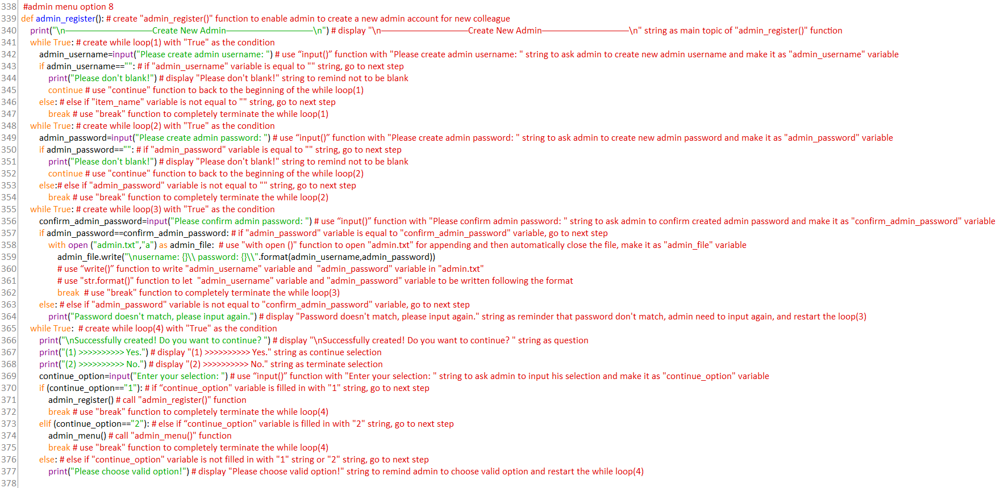 338 #admin menu option 8
339 def admin_register(): # create "admin_register()" function to enable admin to create a new admin account for new colleague
340 print("\n—————————Create New Admin—————————\n") # display "\n—————————Create New Admin—————————\n" string as main topic of "admin_register()" function
341 while True: # create while loop(1) with "True" as the condition
342 admin_username=input("Please create admin username: ") # use “input()” function with "Please create admin username: " string to ask admin to create new admin username and make it as "admin_username" variable
343 if admin_username=="": # if "admin_username" variable is equal to "" string, go to next step
344 print("Please don't blank!") # display "Please don't blank!" string to remind not to be blank
345 continue # use "continue" function to back to the beginning of the while loop(1)
346 else: # else if "item_name" variable is not equal to "" string, go to next step
347 break # use "break" function to completely terminate the while loop(1)
348 while True: # create while loop(2) with "True" as the condition
349 admin_password=input("Please create admin password: ") # use “input()” function with "Please create admin password: " string to ask admin to create new admin password and make it as "admin_password" variable
350 if admin_password=="": # if "admin_password" variable is equal to "" string, go to next step
351 print("Please don't blank!") # display "Please don't blank!" string to remind not to be blank
352 continue # use "continue" function to back to the beginning of the while loop(2)
353 else:# else if "admin_password" variable is not equal to "" string, go to next step
354 break # use "break" function to completely terminate the while loop(2)
355 while True: # create while loop(3) with "True" as the condition
356 confirm_admin_password=input("Please confirm admin password: ") # use “input()” function with "Please confirm admin password: " string to ask admin to confirm created admin password and make it as "confirm_admin_password" variable
357 if admin_password==confirm_admin_password: # if "admin_password" variable is equal to "confirm_admin_password" variable, go to next step
358 with open ("admin.txt","a") as admin_file:  # use "with open ()" function to open "admin.txt" for appending and then automatically close the file, make it as "admin_file" variable
359 admin_file.write("\nusername: {}\\ password: {}\\".format(admin_username,admin_password))
360 # use “write()” function to write "admin_username" variable and  "admin_password" variable in "admin.txt"
361 # use "str.format()" function to let  "admin_username" variable and "admin_password" variable to be written following the format
362 break  # use "break" function to completely terminate the while loop(3)
363 else: # else if "admin_password" variable is not equal to "confirm_admin_password" variable, go to next step
364 print("Password doesn't match, please input again.") # display "Password doesn't match, please input again." string as reminder that password don't match, admin need to input again, and restart the loop(3)
365 while True:  # create while loop(4) with "True" as the condition
366 print("\nSuccessfully created! Do you want to continue? ") # display "\nSuccessfully created! Do you want to continue? " string as question
367 print("(1) >>>>>>>>>> Yes.") # display "(1) >>>>>>>>>> Yes." string as continue selection
368 print("(2) >>>>>>>>>> No.") # display "(2) >>>>>>>>>> No." string as terminate selection
369 continue_option=input("Enter your selection: ") # use “input()” function with "Enter your selection: " string to ask admin to input his selection and make it as "continue_option" variable
370 if (continue_option=="1"): # if “continue_option" variable is filled in with "1" string, go to next step
371 admin_register() # call "admin_register()" function
372 break # use "break" function to completely terminate the while loop(4)
373 elif (continue_option=="2"): # else if “continue_option" variable is filled in with "2" string, go to next step
374 admin_menu() # call "admin_menu()" function
375 break # use "break" function to completely terminate the while loop(4)
376 else: # else if "continue_option" variable is not filled in with "1" string or "2" string, go to next step
377 print("Please choose valid option!") # display "Please choose valid option!" string to remind admin to choose valid option and restart the while loop(4)
378